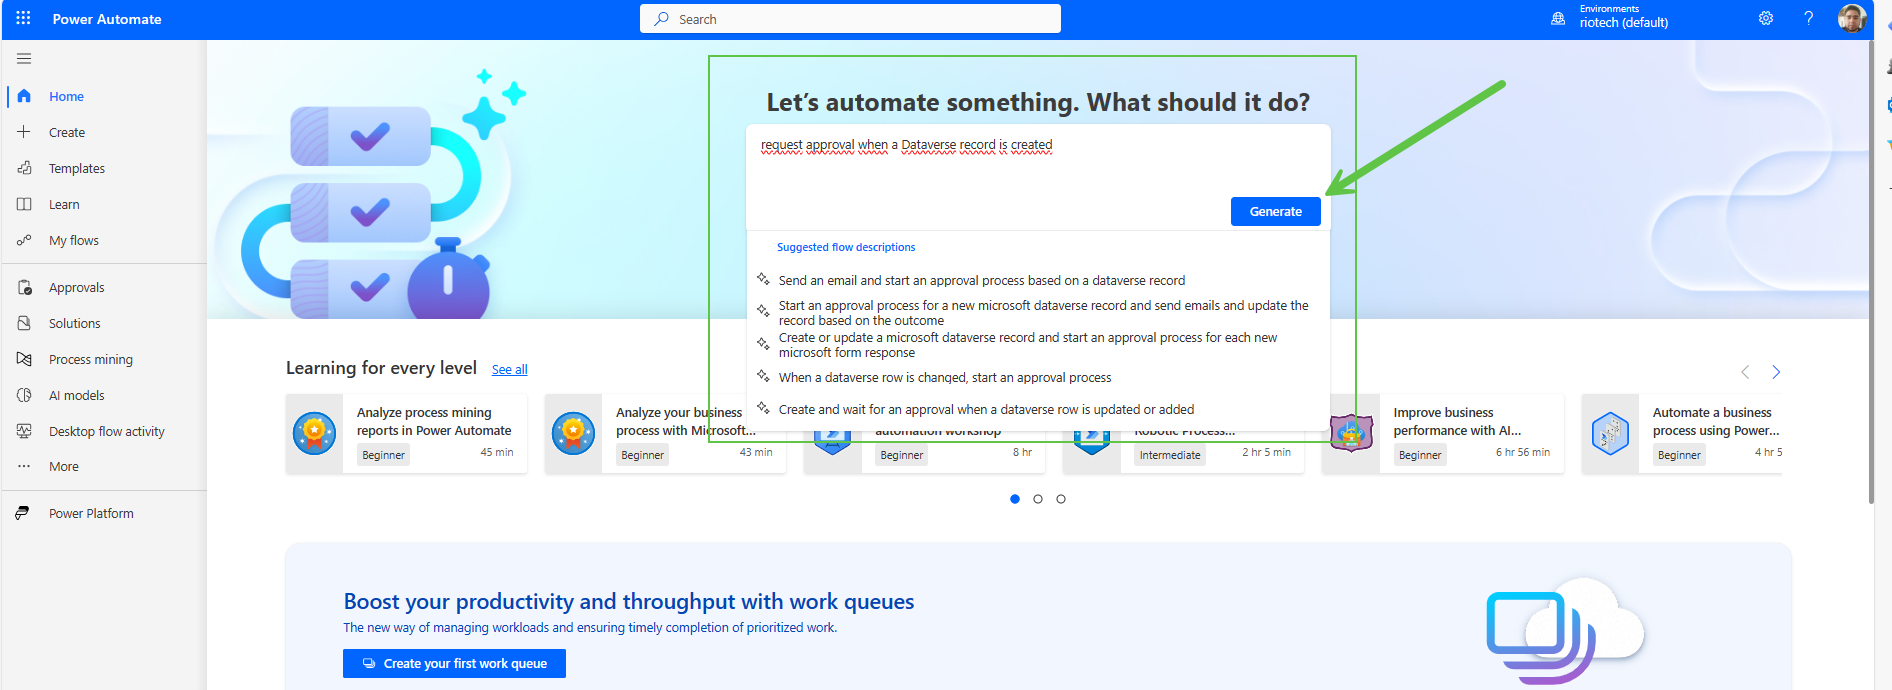 Power Automate
Search
Environments
riotech (default)
Home
Create
Templates
Learn
My flows
Approvals
Solutions
Process mining
AI models
Desktop flow activity
More
Power Platform
Let's automate something. What should it do?
request approval when a Dataverse record is created
Generate
Suggested flow descriptions
Send an email and start an approval process based on a dataverse record
Start an approval process for a new microsoft dataverse record and send emails and update the
record based on the outcome
Create or update a microsoft dataverse record and start an approval process for each new
microsoft form response
When a dataverse row is changed, start an approval process
Create and wait for an approval when a dataverse row is updated or added
Learning for every level
See all
Analyze process mining
reports in Power Automate
Beginner
45 min
Analyze your business
process with Microsoft...
Beginner
43 min
automation workshop
Beginner
8 hr
Robotic Process...
Intermediate
2 hr 5 min
Improve business
performance with AI...
Beginner
6 hr 56 min
Automate a business
process using Power...
Beginner
4 hr 5
Boost your productivity and throughput with work queues
The new way of managing workloads and ensuring timely completion of prioritized work.
Create your first work queue